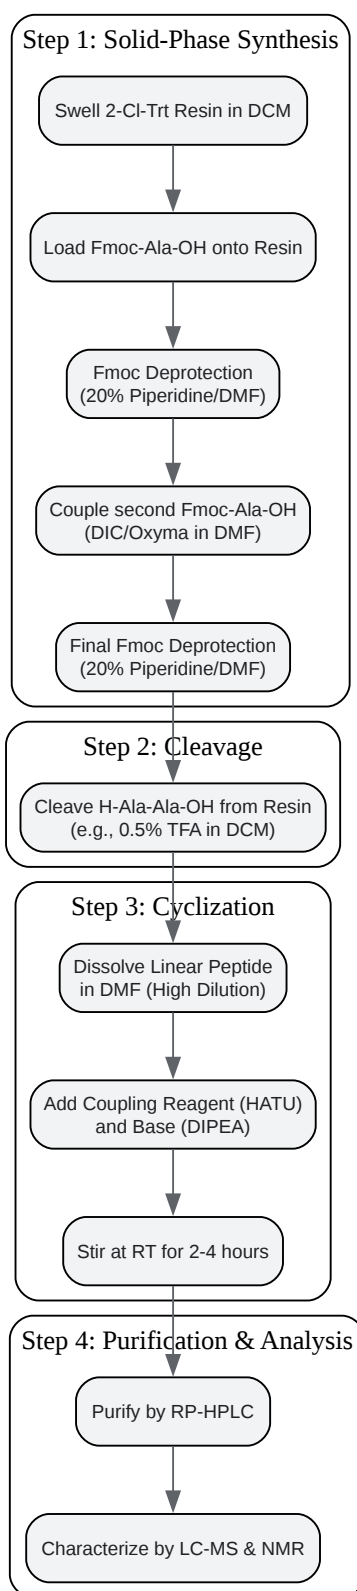 Step 1: Solid-Phase Synthesis
Swell 2-Cl-Trt Resin in DCM
Load Fmoc-Ala-OH onto Resin
Fmoc Deprotection
(20% Piperidine/DMF)
Couple second Fmoc-Ala-OH
(DIC/Oxyma in DMF)
Final Fmoc Deprotection
(20% Piperidine/DMF)
Step 2: Cleavage
Cleave H-Ala-Ala-OH from Resin
(e.g., 0.5% TFA in DCM)
Step 3: Cyclization
Dissolve Linear Peptide
in DMF (High Dilution)
Add Coupling Reagent (HATU)
and Base (DIPEA)
Stir at RT for 2-4 hours
Step 4: Purification & Analysis
Purify by RP-HPLC
Characterize by LC-MS & NMR